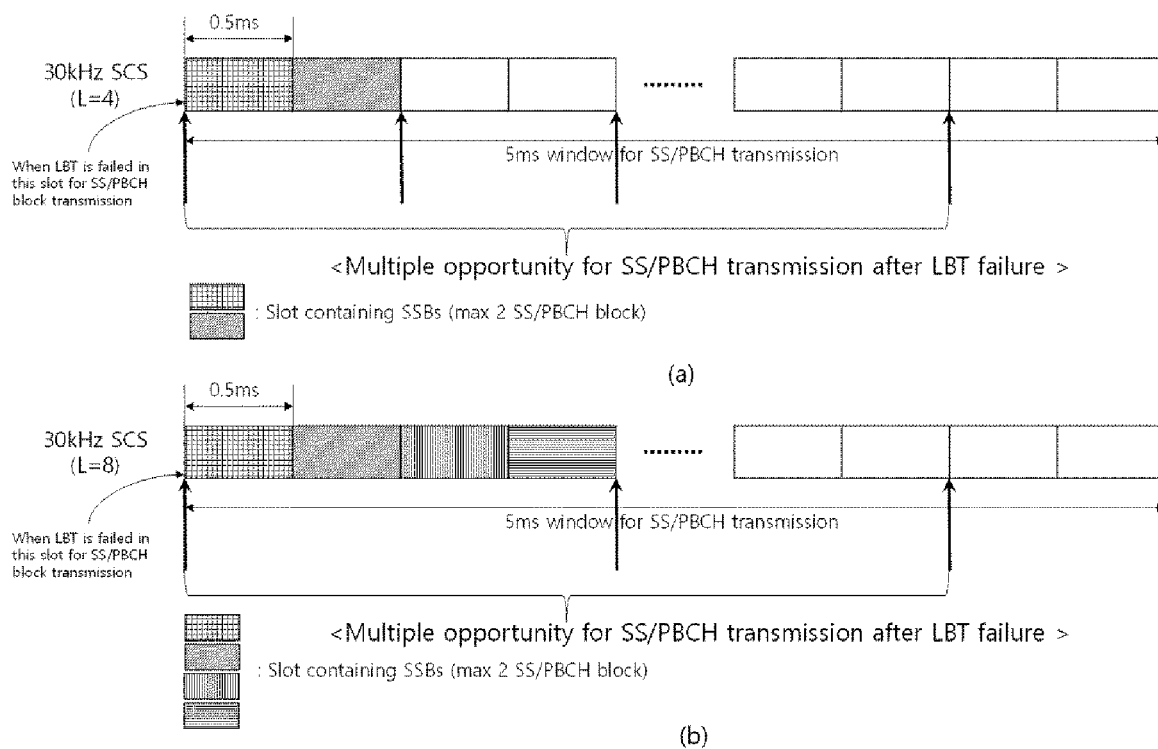 0.5ms
30kHz SCS
(L=4)
When LBT is failed in
this slot for SS/PBCH
block transmission
5ms window for SS/PBCH transmission
<Multiple opportunity for SS/PBCH transmission after LBT failure >
: Slot containing SSBs (max 2 SS/PBCH block)
(a)
0.5ms
30kHz SCS
(L=8)
When LBT is failed in
this slot for SS/PBCH
block transmission
5ms window for SS/PBCH transmission
<Multiple opportunity for SS/PBCH transmission after LBT failure >
: Slot containing SSBs (max 2 SS/PBCH block)
(b)